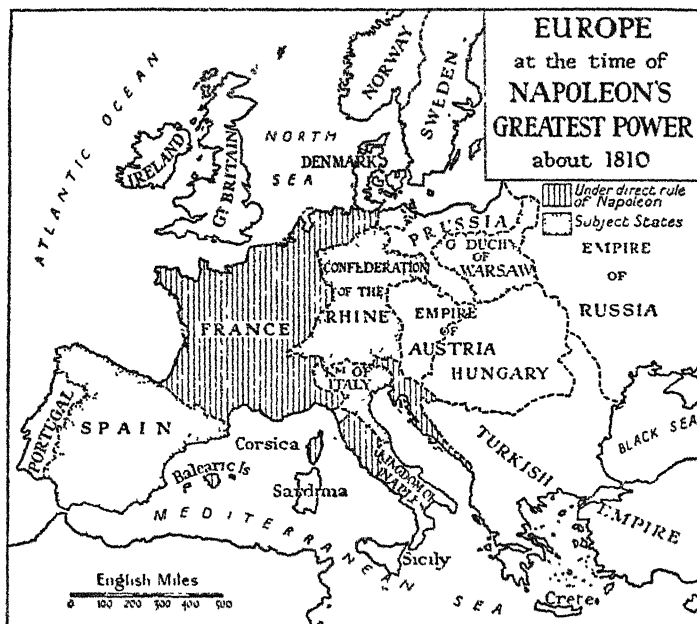 EUROPE
at the time of
NAPOLEON'S
GREATEST POWER
about 1810
Under direct rule
of Napoleon
Subject States
ATLANTIC OCEAN
NORWAY
SWEDEN
NORTH
SEA
DENMARK
IRELAND
Gt BRITAIN
PRUSSIA
G DUCHY
OF
WARSAW
EMPIRE
OF
RUSSIA
CONFEDERATION
OF THE
RHINE
FRANCE
EMPIRE
OF
AUSTRIA
HUNGARY
OF
ITALY
PORTUGAL
SPAIN
Corsica
Balearic Is
Sardinia
KINGDOM OF
NAPLES
TURKISH
EMPIRE
BLACK SEA
MEDITERRANEAN SEA
Sicily
Crete
English Miles
0 100 200 300 400 500